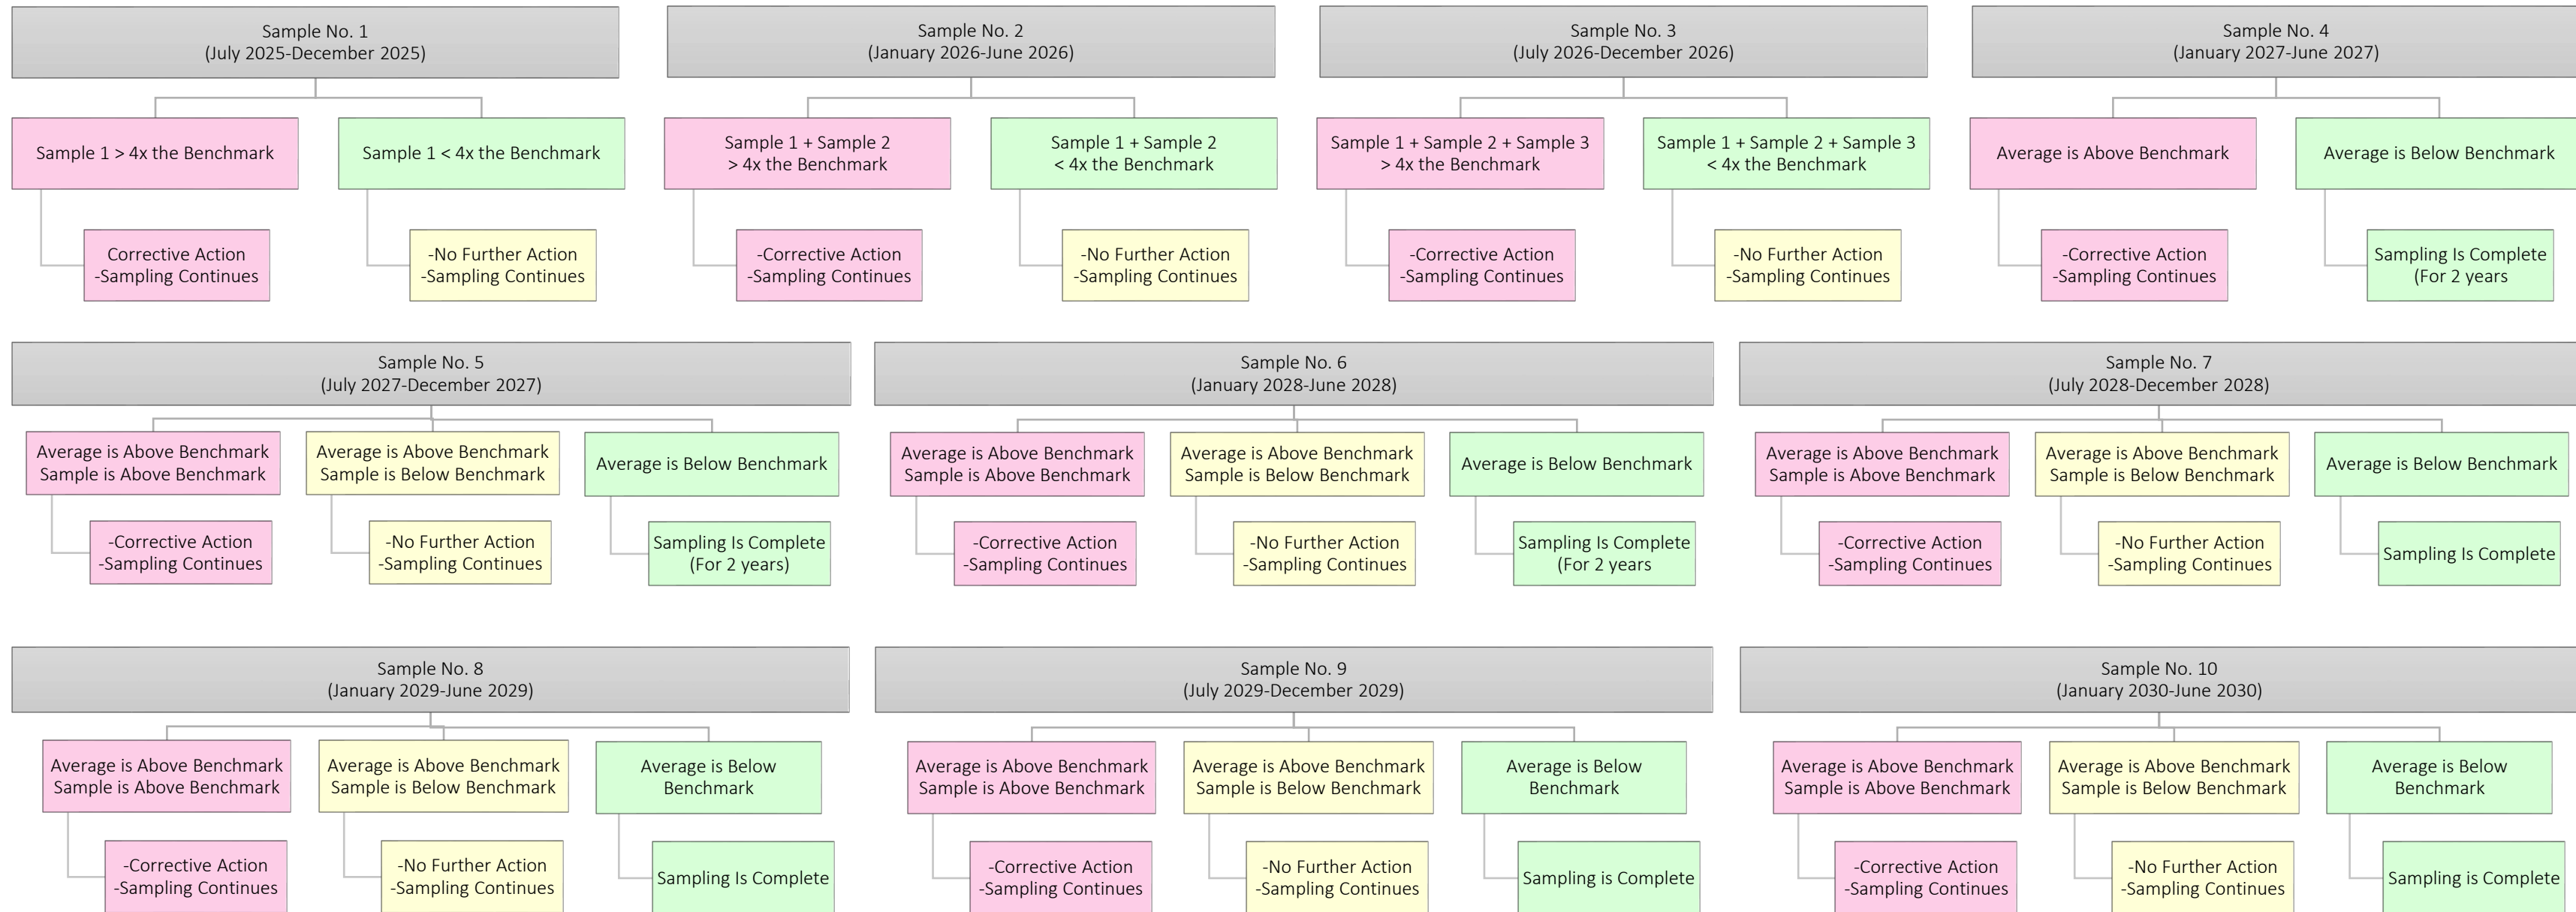 Sample No. 1
(July 2025-December 2025)
Sample 1 > 4x the Benchmark
Corrective Action
-Sampling Continues
Sample 1 < 4x the Benchmark
-No Further Action
-Sampling Continues
Sample No. 2
(January 2026-June 2026)
Sample 1 + Sample 2
> 4x the Benchmark
-Corrective Action
-Sampling Continues
Sample 1 + Sample 2
< 4x the Benchmark
-No Further Action
-Sampling Continues
Sample No. 3
(July 2026-December 2026)
Sample 1 + Sample 2 + Sample 3
> 4x the Benchmark
-Corrective Action
-Sampling Continues
Sample 1 + Sample 2 + Sample 3
< 4x the Benchmark
-No Further Action
-Sampling Continues
Sample No. 4
(January 2027-June 2027)
Average is Above Benchmark
-Corrective Action
-Sampling Continues
Average is Below Benchmark
Sampling Is Complete
(For 2 years
Sample No. 5
(July 2027-December 2027)
Average is Above Benchmark
Sample is Above Benchmark
-Corrective Action
-Sampling Continues
Average is Above Benchmark
Sample is Below Benchmark
-No Further Action
-Sampling Continues
Average is Below Benchmark
Sampling Is Complete
(For 2 years)
Sample No. 6
(January 2028-June 2028)
Average is Above Benchmark
Sample is Above Benchmark
-Corrective Action
-Sampling Continues
Average is Above Benchmark
Sample is Below Benchmark
-No Further Action
-Sampling Continues
Average is Below Benchmark
Sampling Is Complete
(For 2 years
Sample No. 7
(July 2028-December 2028)
Average is Above Benchmark
Sample is Above Benchmark
-Corrective Action
-Sampling Continues
Average is Above Benchmark
Sample is Below Benchmark
-No Further Action
-Sampling Continues
Average is Below Benchmark
Sampling Is Complete
Sample No. 8
(January 2029-June 2029)
Average is Above Benchmark
Sample is Above Benchmark
-Corrective Action
-Sampling Continues
Average is Above Benchmark
Sample is Below Benchmark
-No Further Action
-Sampling Continues
Average is Below
Benchmark
Sampling Is Complete
Sample No. 9
(July 2029-December 2029)
Average is Above Benchmark
Sample is Above Benchmark
-Corrective Action
-Sampling Continues
Average is Above Benchmark
Sample is Below Benchmark
-No Further Action
-Sampling Continues
Average is Below
Benchmark
Sampling is Complete
Sample No. 10
(January 2030-June 2030)
Average is Above Benchmark
Sample is Above Benchmark
-Corrective Action
-Sampling Continues
Average is Above Benchmark
Sample is Below Benchmark
-No Further Action
-Sampling Continues
Average is Below
Benchmark
Sampling is Complete